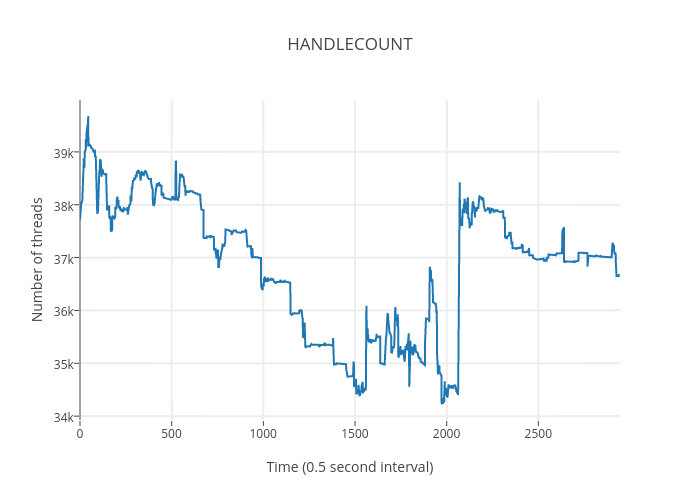 HANDLECOUNT
Number of threads
39k
38k
37k
36k
35k
34k
0 500 1000 1500 2000 2500
Time (0.5 second interval)